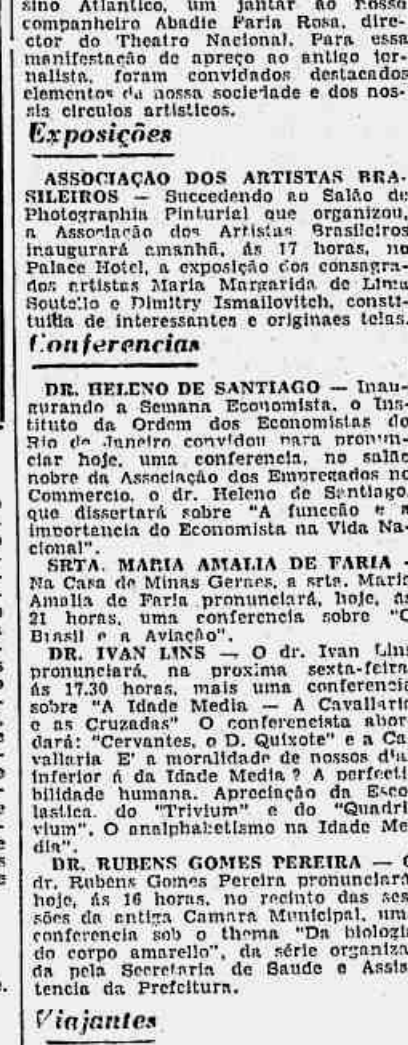 sino Atlantico, um jantar ao nosso
companheiro Abadie Faria Rosa, dire-
ctor do Theatro Nacional. Para essa
manifestação de apreço ao antigo jor-
nalista, foram convidados destacados
elementos da nossa sociedade e dos nos-
sos circulos artisticos.
Exposições
ASSOCIAÇÃO DOS ARTISTAS BRA-
SILEIROS — Succedendo ao Salão de
Photographia Pinturial que organizou,
a Associação dos Artistas Brasileiros
inaugurará amanhã, ás 17 horas, no
Palace Hotel, a exposição dos consagra-
dos artistas Maria Margarida de Lima
Soutello e Dimitry Ismailovitch, consti-
tuitia de interessantes e originaes telas.
Conferencias
DR. HELENO DE SANTIAGO — Inau-
gurando a Semana Economista, o Ins-
tituto da Ordem dos Economistas do
Rio de Janeiro convidou para pronun-
ciar hoje, uma conferencia, no salão
nobre da Associação dos Empregados no
Commercio, o dr. Heleno de Santiago,
que dissertará sobre "A funcção e a
importancia do Economista na Vida Na-
cional".
SRTA. MARIA AMALIA DE FARIA -
Na Casa de Minas Geraes, a srta. Maria
Amalia de Faria pronunciará, hoje, ás
21 horas, uma conferencia sobre "O
Brasil e a Aviação".
DR. IVAN LINS — O dr. Ivan Lins
pronunciará, na proxima sexta-feira
ás 17.30 horas, mais uma conferencia
sobre "A Idade Media — A Cavallaria
e as Cruzadas" O conferencista abor
dará: "Cervantes, o D. Quixote" e a Ca
vallaria E' a moralidade de nossos dias
inferior á da Idade Media? A perfecti
bilidade humana. Apreciação da Esco
lastica, do "Trivium" e do "Quadri
vium". O analphabetismo na Idade Me
dia".
DR. RUBENS GOMES PEREIRA — O
dr. Rubens Gomes Pereira pronunciará
hoje, ás 16 horas, no recinto das ses
sões da antiga Camara Municipal, uma
conferencia sob o thema "Da biologia
do corpo amarello", da série organiza
da pela Secretaria de Saude e Assis
tencia da Prefeitura.
Viajantes